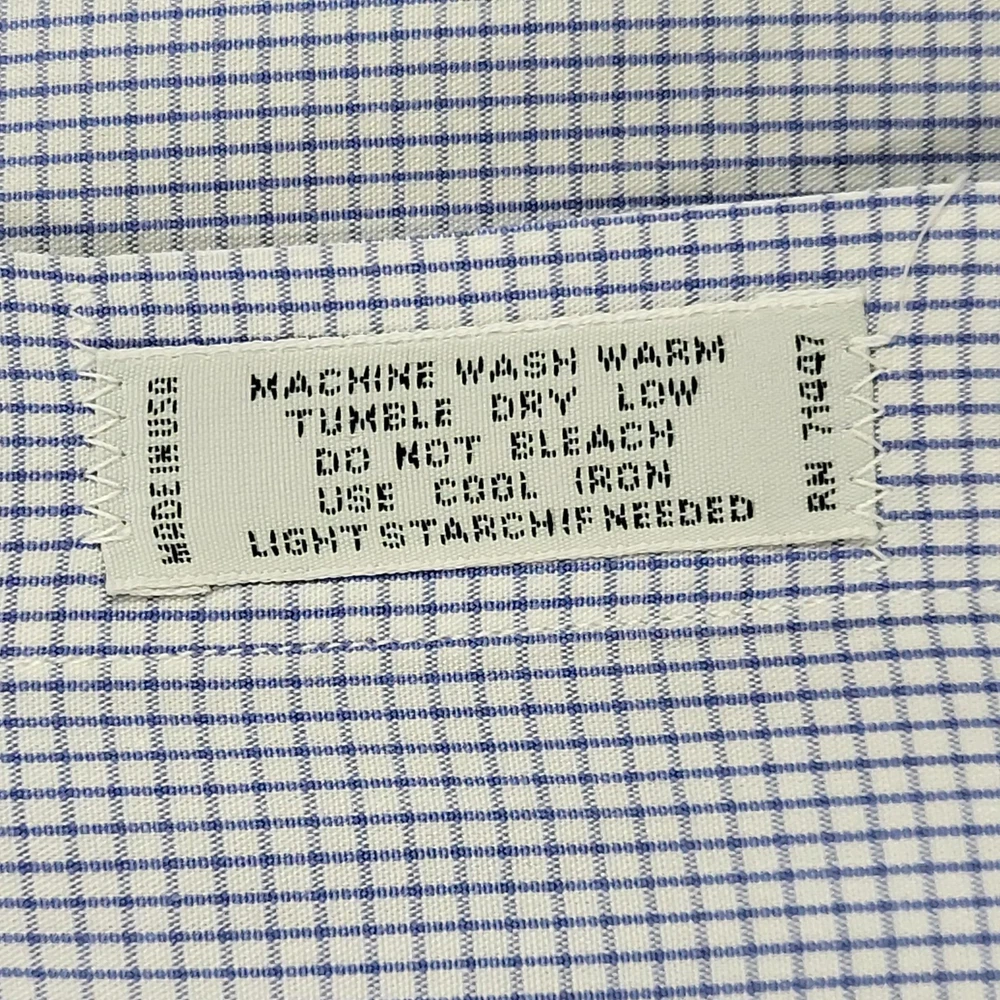 MADE IN USA
MACHINE WASH WARM
TUMBLE DRY LOW
DO NOT BLEACH
USE COOL IRON
LIGHT STARCH IF NEEDED
RN 71447